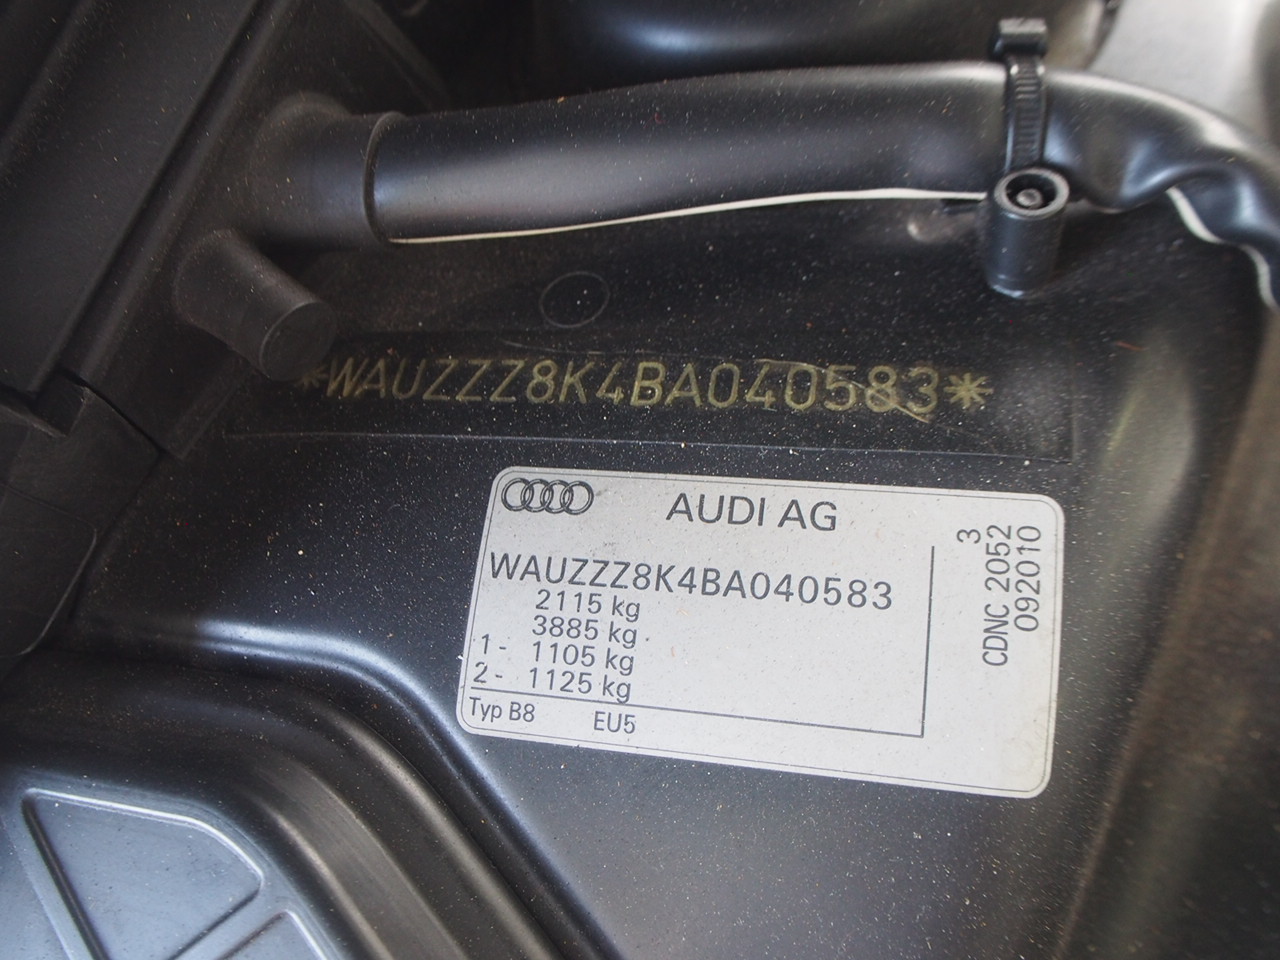 *WAUZZZ8K4BA040583*
AUDI AG
WAUZZZ8K4BA040583
2115 kg
3885 kg
1- 1105 kg
2- 1125 kg
Typ B8 EU5
3
CDNC 2052
092010